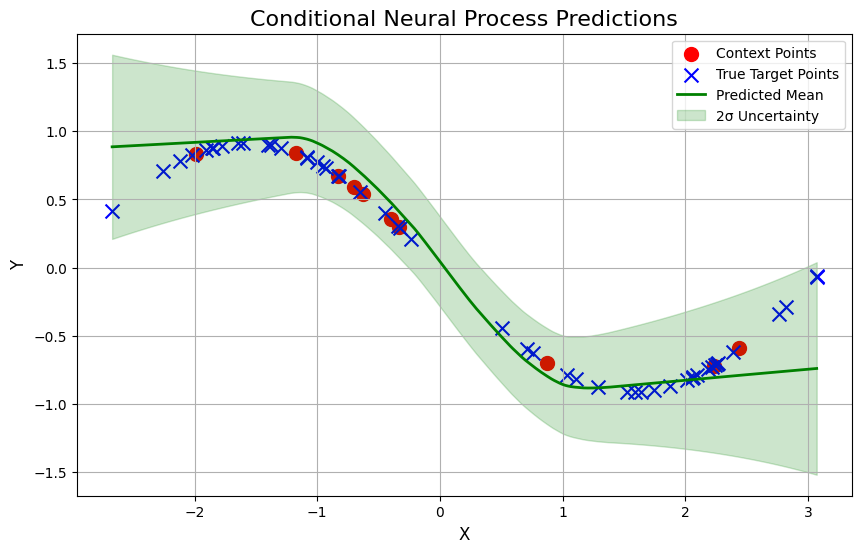 Conditional Neural Process Predictions
Context Points
True Target Points
Predicted Mean
2σ Uncertainty
1.5
1.0
0.5
0.0
−0.5
−1.0
−1.5
Y
−2
−1
0
1
2
3
X